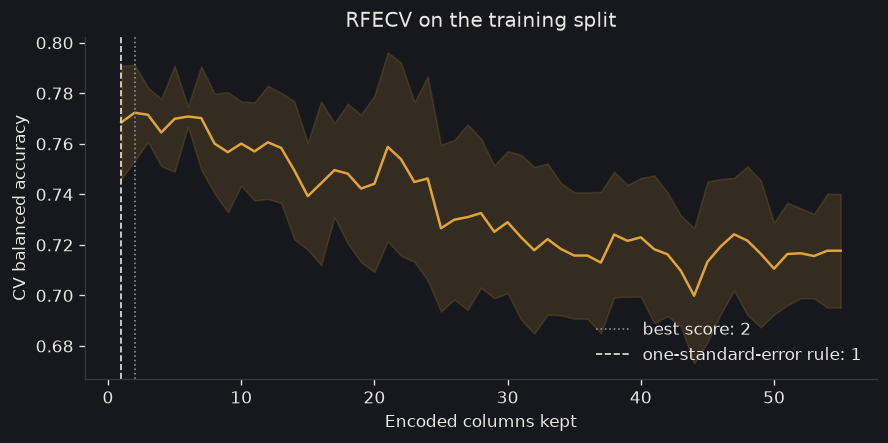 RFECV on the training split
CV balanced accuracy
0.80
0.78
0.76
0.74
0.72
0.70
0.68
best score: 2
one-standard-error rule: 1
0 10 20 30 40 50
Encoded columns kept